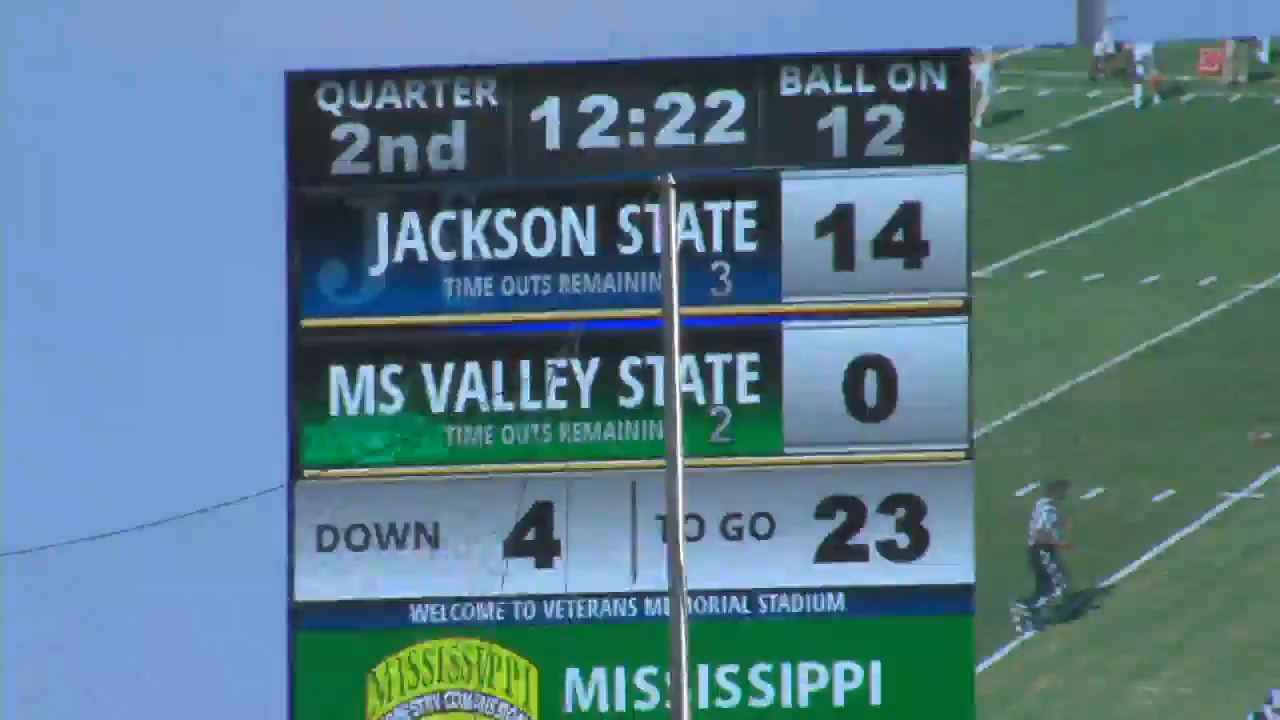 QUARTER 12:22 BALL ON
2nd 12
JACKSON STATE 14
TIME OUTS REMAININ 3
MS VALLEY STATE 0
TIME OUTS REMAININ 2
DOWN 4 TO GO 23
WELCOME TO VETERANS MEMORIAL STADIUM
MISSISSIPPI MISSISSIPPI